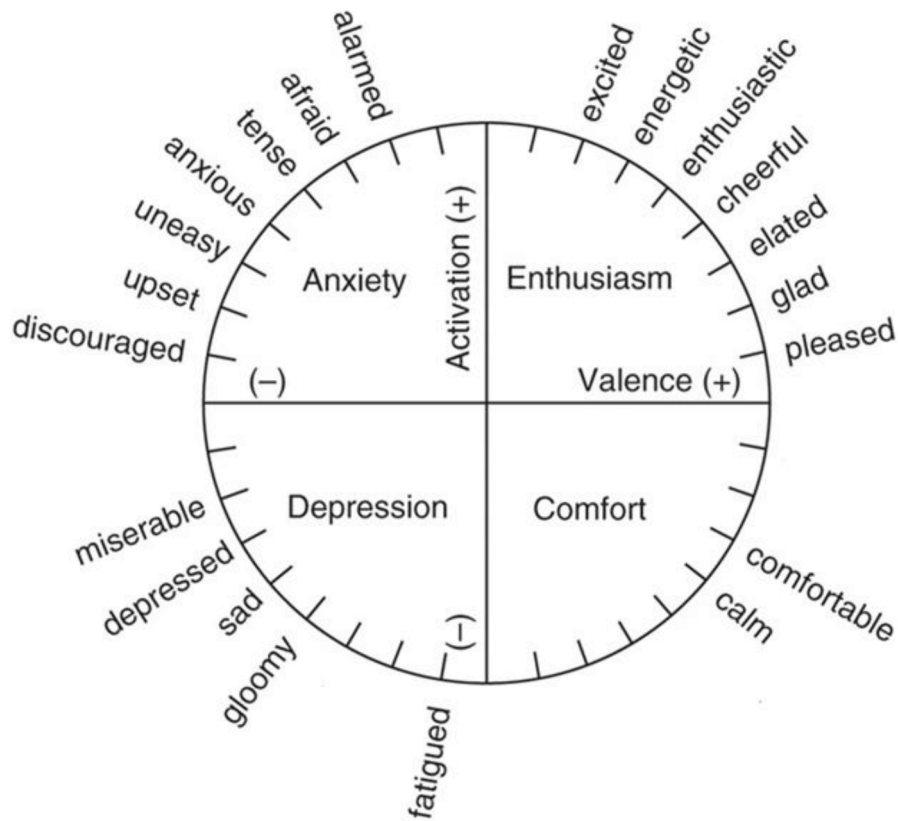 alarmed
afraid
tense
anxious
uneasy
upset
discouraged
excited
energetic
enthusiastic
cheerful
elated
glad
pleased
Anxiety
Activation (+)
Enthusiasm
(–)
Valence (+)
Depression
Comfort
(–)
miserable
depressed
sad
gloomy
fatigued
comfortable
calm